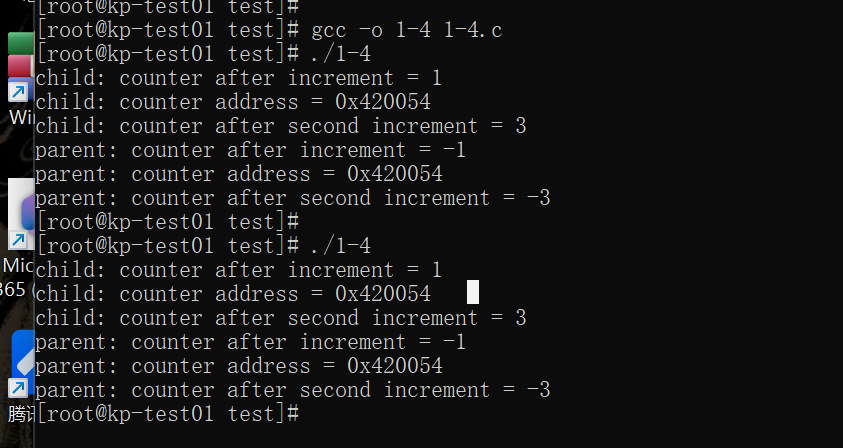 [root@kp-test01 test]#
[root@kp-test01 test]# gcc -o 1-4 1-4.c
[root@kp-test01 test]# ./1-4
child: counter after increment = 1
child: counter address = 0x420054
child: counter after second increment = 3
parent: counter after increment = -1
parent: counter address = 0x420054
parent: counter after second increment = -3
[root@kp-test01 test]#
[root@kp-test01 test]# ./1-4
child: counter after increment = 1
child: counter address = 0x420054
child: counter after second increment = 3
parent: counter after increment = -1
parent: counter address = 0x420054
parent: counter after second increment = -3
[root@kp-test01 test]#
Wi
Mic
365 (
腾